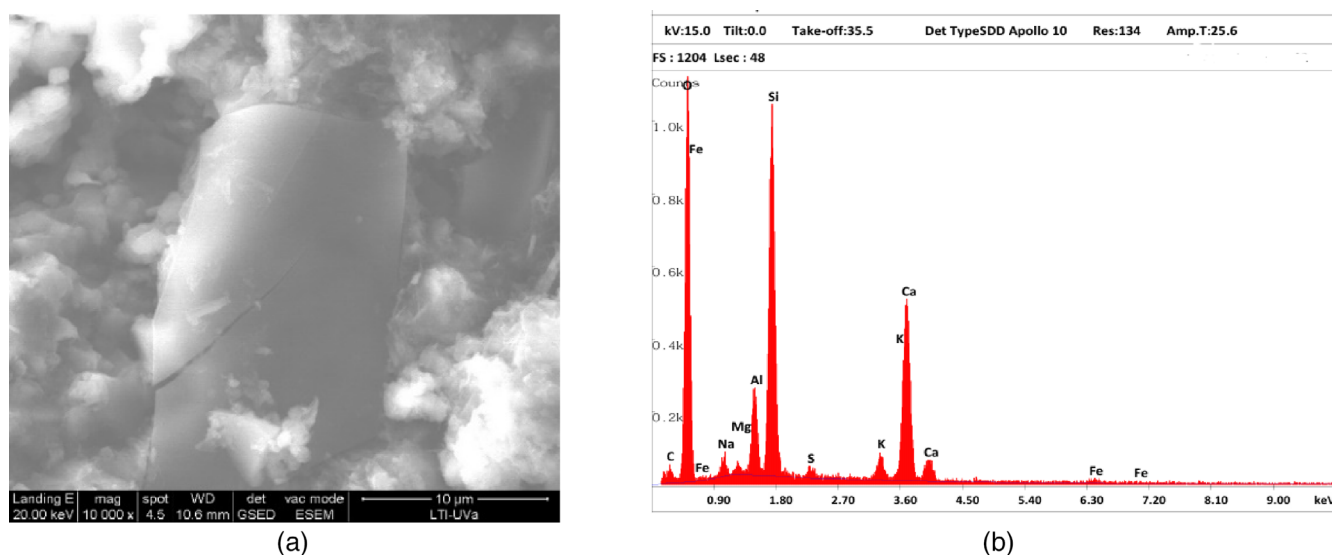 Landing E mag spot WD det vac mode 10 µm
20.00 keV 10 000 x 4.5 10.6 mm GSED ESEM LTI-UVa
(a)
kV:15.0 Tilt:0.0 Take-off:35.5 Det TypeSDD Apollo 10 Res:134 Amp.T:25.6
FS : 1204 Lsec : 48
Counts
O
Si
1.0k
Fe
0.8k
0.6k
Ca
K
0.4k
Al
0.2k
Mg
Na
C
Fe
S
K
Ca
Fe
Fe
0.90 1.80 2.70 3.60 4.50 5.40 6.30 7.20 8.10 9.00 keV
(b)